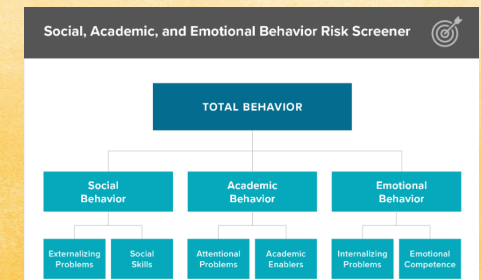 Social, Academic, and Emotional Behavior Risk Screener
TOTAL BEHAVIOR
Social
Behavior
Academic
Behavior
Emotional
Behavior
Externalizing
Problems
Social
Skills
Attentional
Problems
Academic
Enablers
Internalizing
Problems
Emotional
Competence